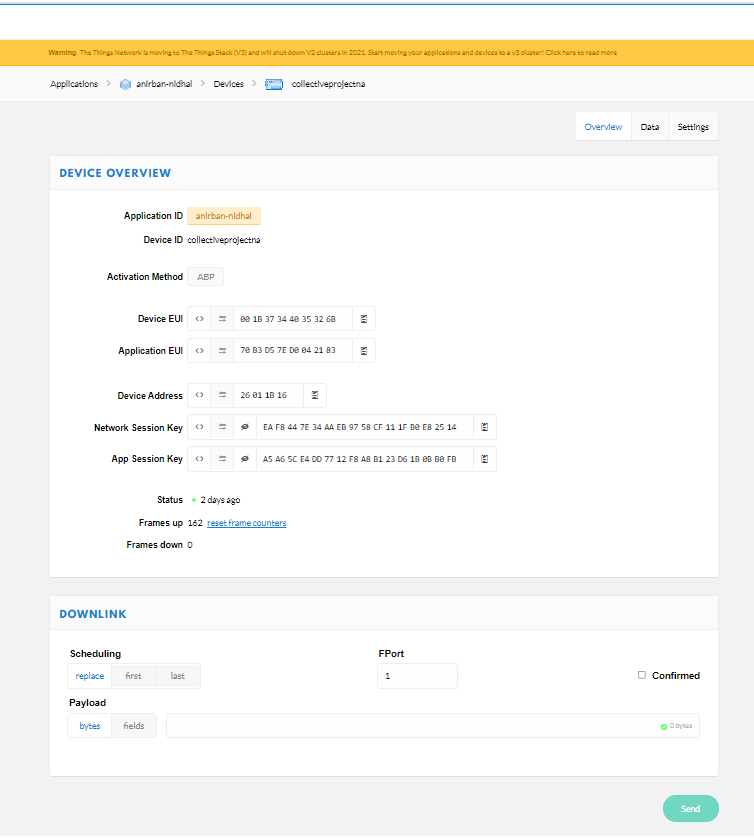 Warning The Things Network is moving to The Things Stack (V3) and will shut down V2 clusters in 2021. Start moving your applications and devices to a v3 cluster! Click here to read more
Applications > anirban-nidhal > Devices > collectiveprojectna
Overview Data Settings
DEVICE OVERVIEW
Application ID anirban-nidhal
Device ID collectiveprojectna
Activation Method ABP
Device EUI <> 00 1B 37 34 40 35 32 6B
Application EUI <> 70 B3 D5 7E D0 04 21 83
Device Address <> 26 01 1B 16
Network Session Key <> EA F8 44 7E 34 AA EB 97 58 CF 11 1F B0 E8 25 14
App Session Key <> A5 A6 5C E4 DD 77 12 F8 A8 B1 23 D6 1B 0B B0 FB
Status 2 days ago
Frames up 162 reset frame counters
Frames down 0
DOWNLINK
Scheduling FPort
replace first last 1 Confirmed
Payload
bytes fields 0 bytes
Send